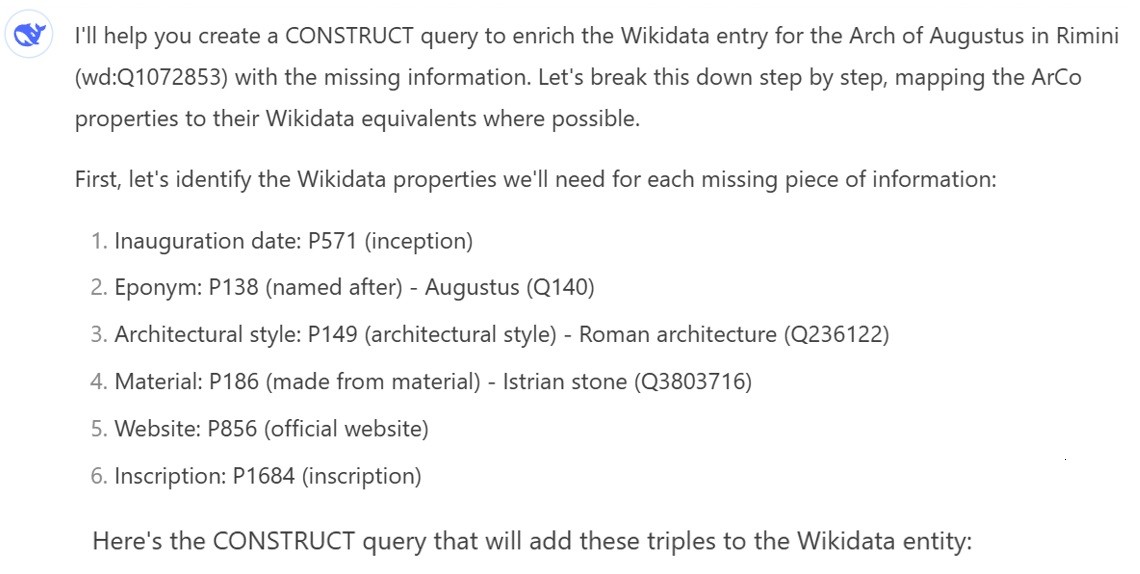 I'll help you create a CONSTRUCT query to enrich the Wikidata entry for the Arch of Augustus in Rimini
(wd:Q1072853) with the missing information. Let's break this down step by step, mapping the ArCo
properties to their Wikidata equivalents where possible.
First, let's identify the Wikidata properties we'll need for each missing piece of information:
1. Inauguration date: P571 (inception)
2. Eponym: P138 (named after) - Augustus (Q140)
3. Architectural style: P149 (architectural style) - Roman architecture (Q236122)
4. Material: P186 (made from material) - Istrian stone (Q3803716)
5. Website: P856 (official website)
6. Inscription: P1684 (inscription)
Here's the CONSTRUCT query that will add these triples to the Wikidata entity: